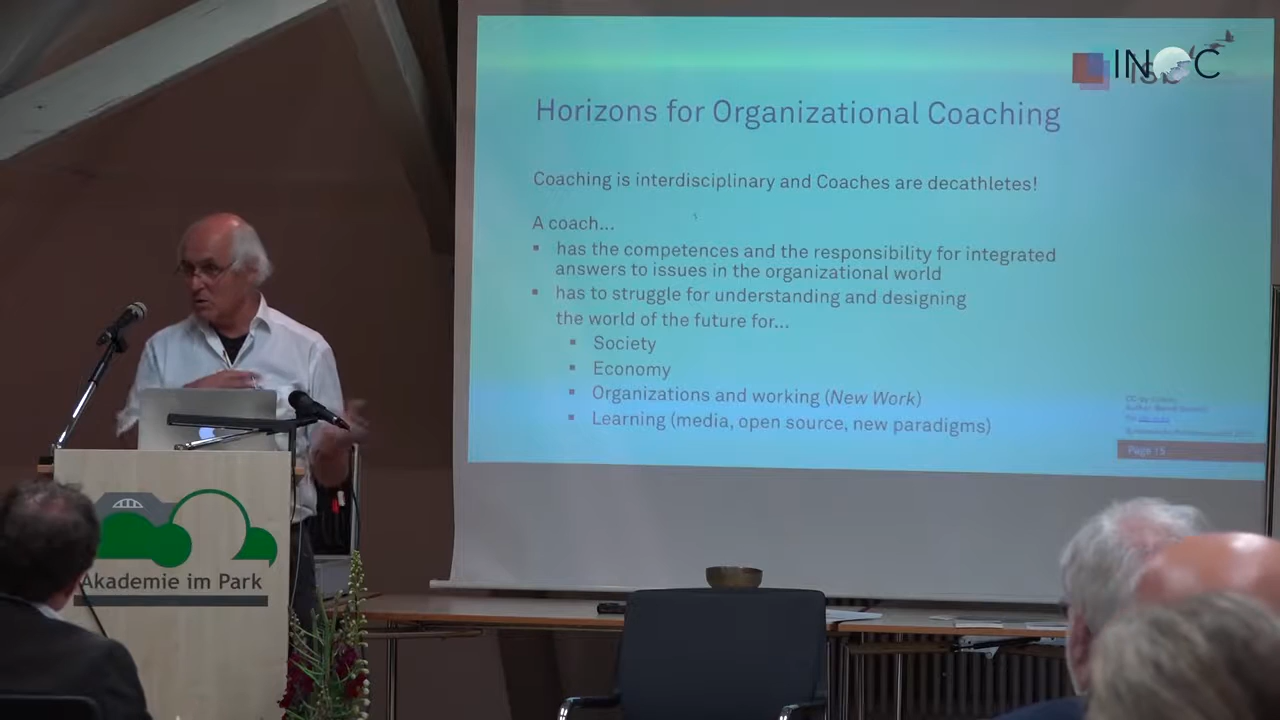 INOC
Horizons for Organizational Coaching
Coaching is interdisciplinary and Coaches are decathletes!
A coach...
▪ has the competences and the responsibility for integrated
answers to issues in the organizational world
▪ has to struggle for understanding and designing
the world of the future for...
▪ Society
▪ Economy
▪ Organizations and working (New Work)
▪ Learning (media, open source, new paradigms)
Page 15
Akademie im Park